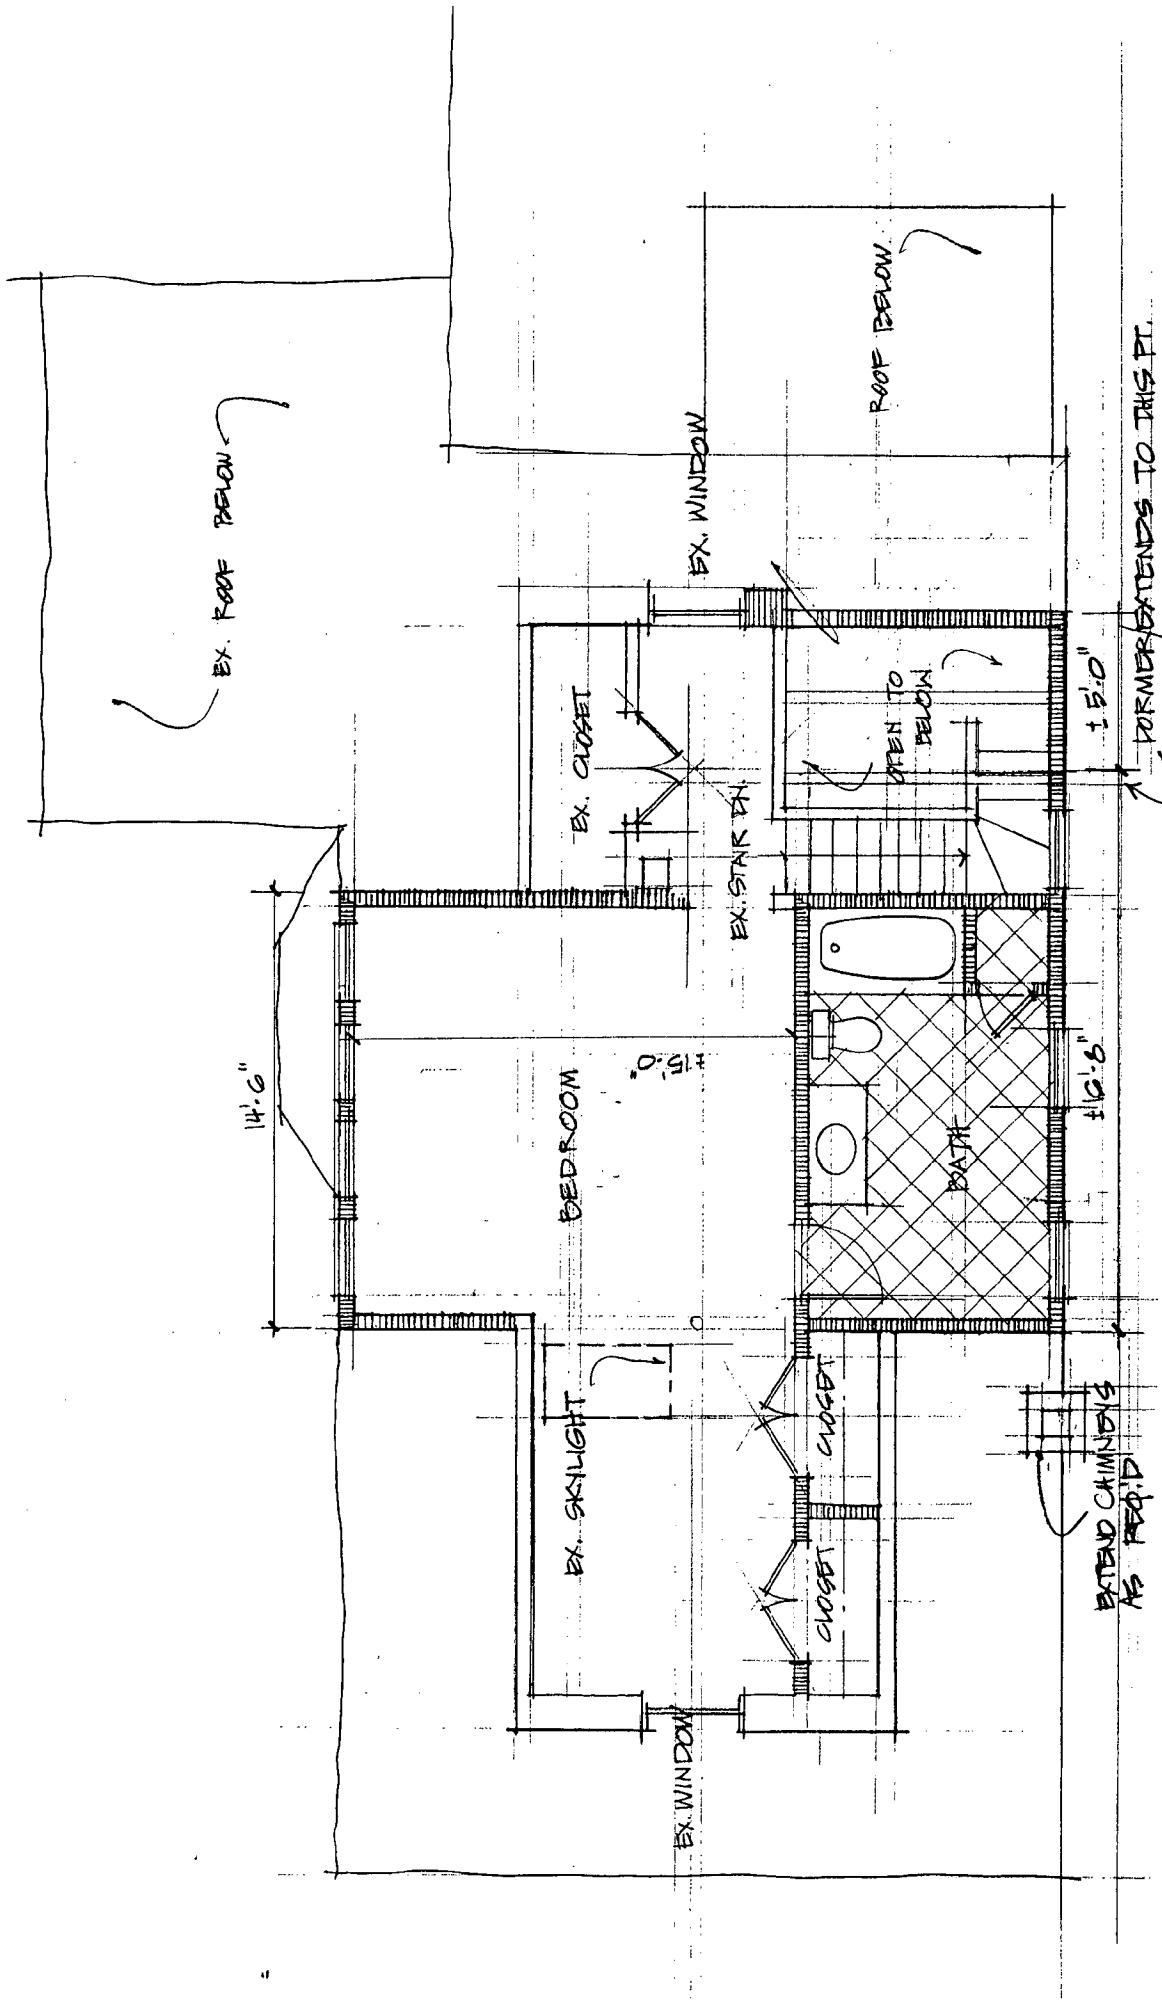 EX. ROOF BELOW
14'-6"
EX. WINDOW
ROOF BELOW
EX. CLOSET
EX. STAIR DN.
OPEN TO
BELOW
±5'-0"
DORMER EXTENDS TO THIS PT.
BEDROOM
±15'-0"
BATH
±16'-8"
EX. SKYLIGHT
CLOSET
CLOSET
EX. WINDOW
EXTEND CHIMNEYS
AS REQ'D